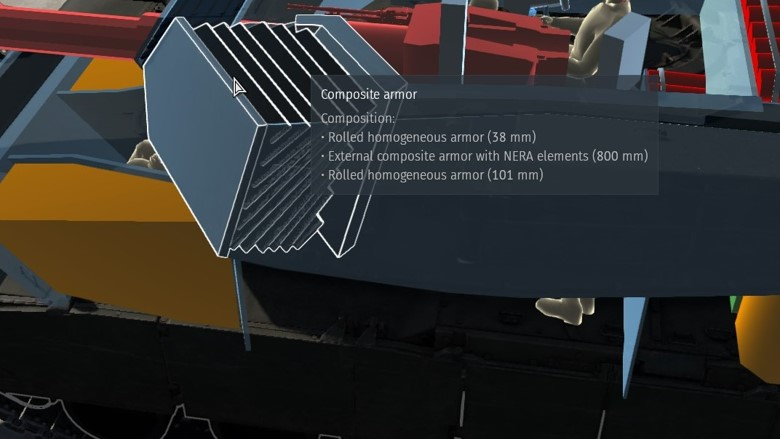 Composite armor
Composition:
· Rolled homogeneous armor (38 mm)
· External composite armor with NERA elements (800 mm)
· Rolled homogeneous armor (101 mm)